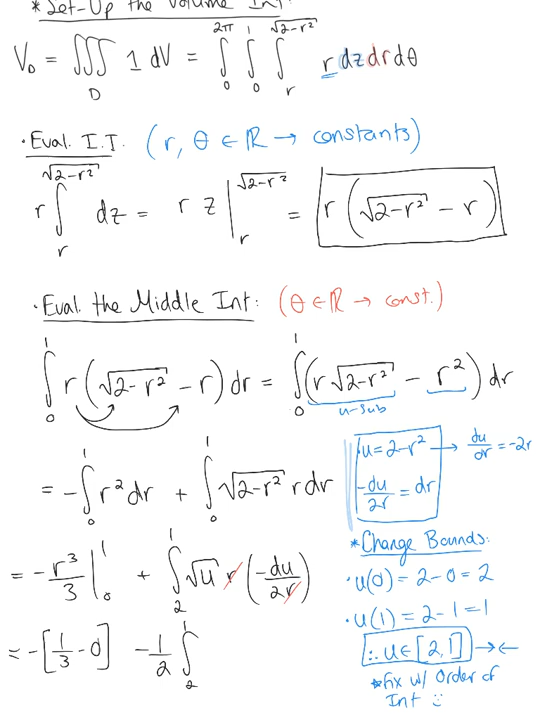 * Set-Up the Volume Int:
V_D = ∭_D 1 dV = ∫_0^{2π} ∫_0^1 ∫_r^{√(2-r²)} r dz dr dθ
· Eval. I.I. (r, θ ∈ ℝ → constants)
r ∫_r^{√(2-r²)} dz = r z |_r^{√(2-r²)} = r (√(2-r²) - r)
· Eval. the Middle Int: (θ ∈ ℝ → const.)
∫_0^1 r (√(2-r²) - r) dr = ∫_0^1 (r √(2-r²) - r²) dr
u-sub
= -∫_0^1 r² dr + ∫_0^1 √(2-r²) r dr
u = 2-r² → du/dr = -2r
-du/2r = dr
= -r³/3 |_0^1 + ∫_2^1 √u r (-du/2r)
* Change Bounds:
· u(0) = 2-0 = 2
· u(1) = 2-1 = 1
= -[1/3 - 0] -1/2 ∫_2^1
∴ u ∈ [2,1] →←
* fix w/ Order of
Int ü